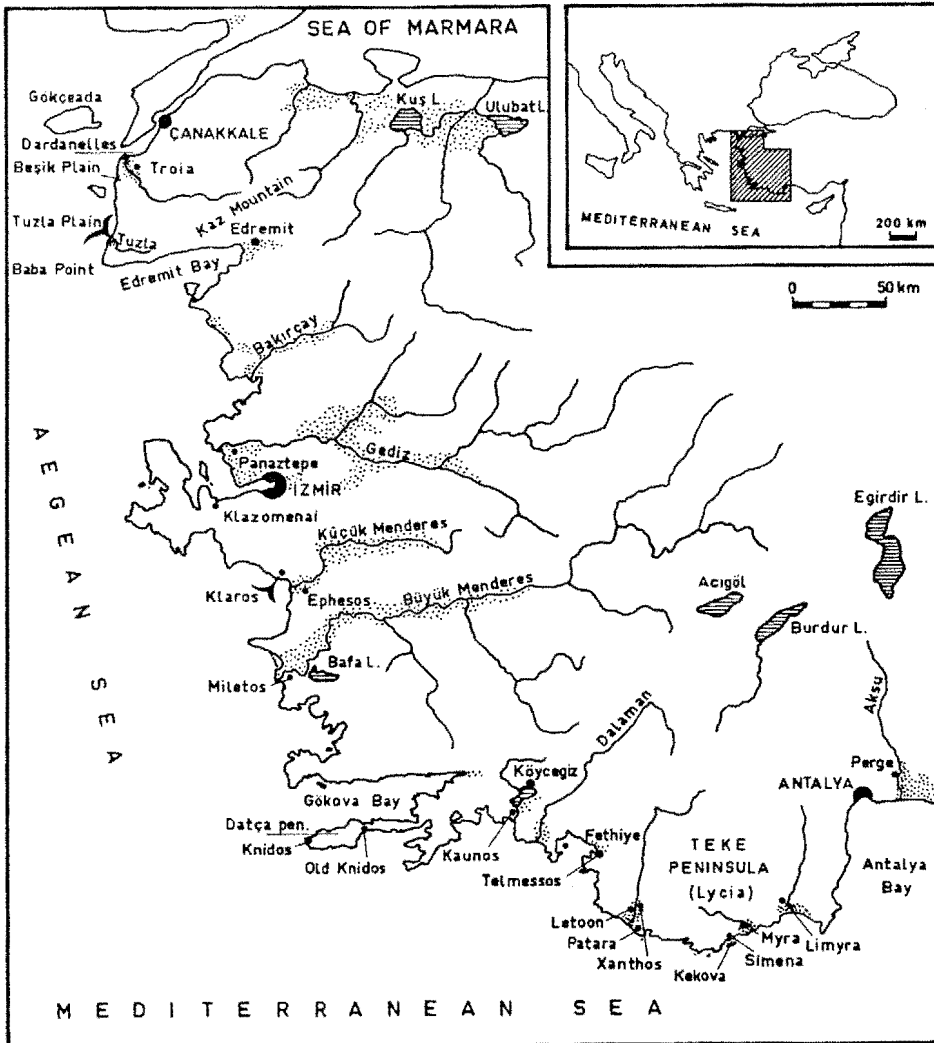 SEA OF MARMARA
Gökçeada
Kuş L.
Ulubat L.
ÇANAKKALE
Dardanelles
Beşik Plain
Troia
Kaz Mountain
Tuzla Plain
Tuzla
Edremit
Baba Point
Edremit Bay
MEDITERRANEAN SEA
200 km
0 50 km
Bakırçay
AEGEAN SEA
Panaztepe
Gediz
İZMİR
Klazomenai
Egirdir L.
Küçük Menderes
Klaros
Ephesos
Büyük Menderes
Acıgöl
Burdur L.
Bafa L.
Miletos
Aksu
Dalaman
Perge
Köycegiz
ANTALYA
Gökova Bay
Datça pen.
Knidos
Old Knidos
Kaunos
Fethiye
Telmessos
TEKE
PENINSULA
(Lycia)
Antalya
Bay
Letoon
Patara
Xanthos
Myra
Limyra
Simena
Kekova
MEDITERRANEAN SEA